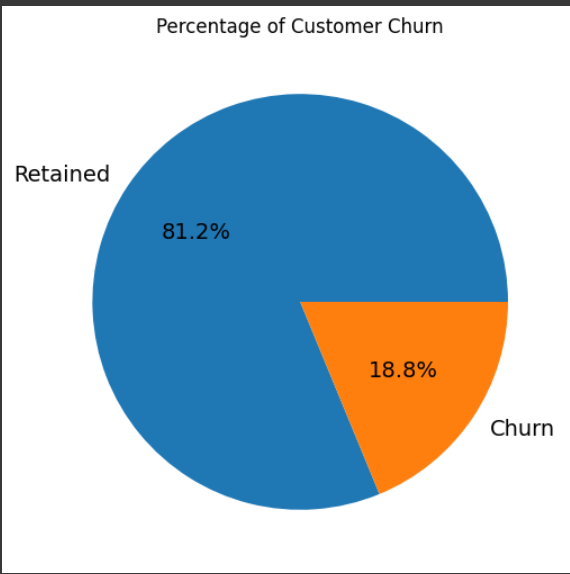 Percentage of Customer Churn
Retained
81.2%
18.8%
Churn